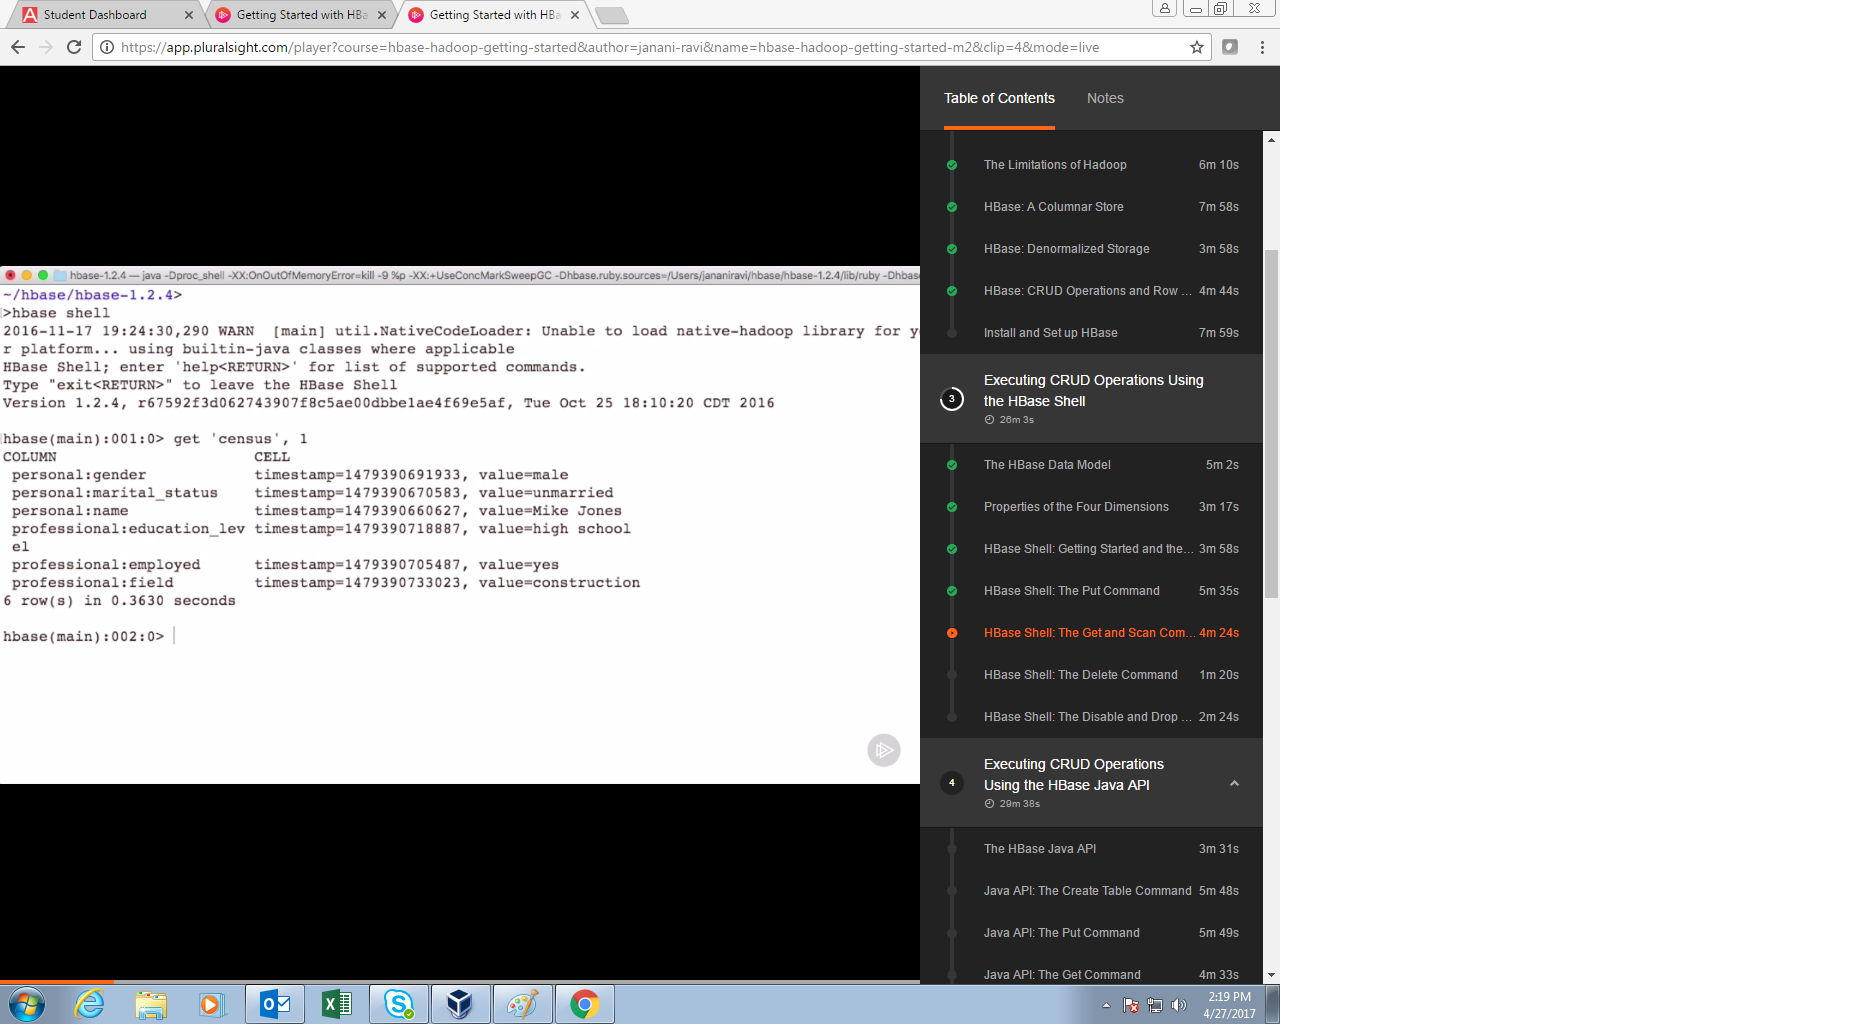 Student Dashboard
Getting Started with HBa
Getting Started with HBa
https://app.pluralsight.com/player?course=hbase-hadoop-getting-started&author=janani-ravi&name=hbase-hadoop-getting-started-m2&clip=4&mode=live
hbase-1.2.4 — java -Dproc_shell -XX:OnOutOfMemoryError=kill -9 %p -XX:+UseConcMarkSweepGC -Dhbase.ruby.sources=/Users/jananiravi/hbase/hbase-1.2.4/lib/ruby -Dhbase
~/hbase/hbase-1.2.4>
>hbase shell
2016-11-17 19:24:30,290 WARN  [main] util.NativeCodeLoader: Unable to load native-hadoop library for y
r platform... using builtin-java classes where applicable
HBase Shell; enter 'help<RETURN>' for list of supported commands.
Type "exit<RETURN>" to leave the HBase Shell
Version 1.2.4, r67592f3d062743907f8c5ae00dbbe1ae4f69e5af, Tue Oct 25 18:10:20 CDT 2016
hbase(main):001:0> get 'census', 1
COLUMN CELL
personal:gender timestamp=1479390691933, value=male
personal:marital_status timestamp=1479390670583, value=unmarried
personal:name timestamp=1479390660627, value=Mike Jones
professional:education_lev timestamp=1479390718887, value=high school
el
professional:employed timestamp=1479390705487, value=yes
professional:field timestamp=1479390733023, value=construction
6 row(s) in 0.3630 seconds
hbase(main):002:0>
Table of Contents Notes
The Limitations of Hadoop 6m 10s
HBase: A Columnar Store 7m 58s
HBase: Denormalized Storage 3m 58s
HBase: CRUD Operations and Row ... 4m 44s
Install and Set up HBase 7m 59s
3 Executing CRUD Operations Using
the HBase Shell
26m 3s
The HBase Data Model 5m 2s
Properties of the Four Dimensions 3m 17s
HBase Shell: Getting Started and the... 3m 58s
HBase Shell: The Put Command 5m 35s
HBase Shell: The Get and Scan Com... 4m 24s
HBase Shell: The Delete Command 1m 20s
HBase Shell: The Disable and Drop ... 2m 24s
4 Executing CRUD Operations
Using the HBase Java API
29m 38s
The HBase Java API 3m 31s
Java API: The Create Table Command 5m 48s
Java API: The Put Command 5m 49s
Java API: The Get Command 4m 33s
2:19 PM
4/27/2017